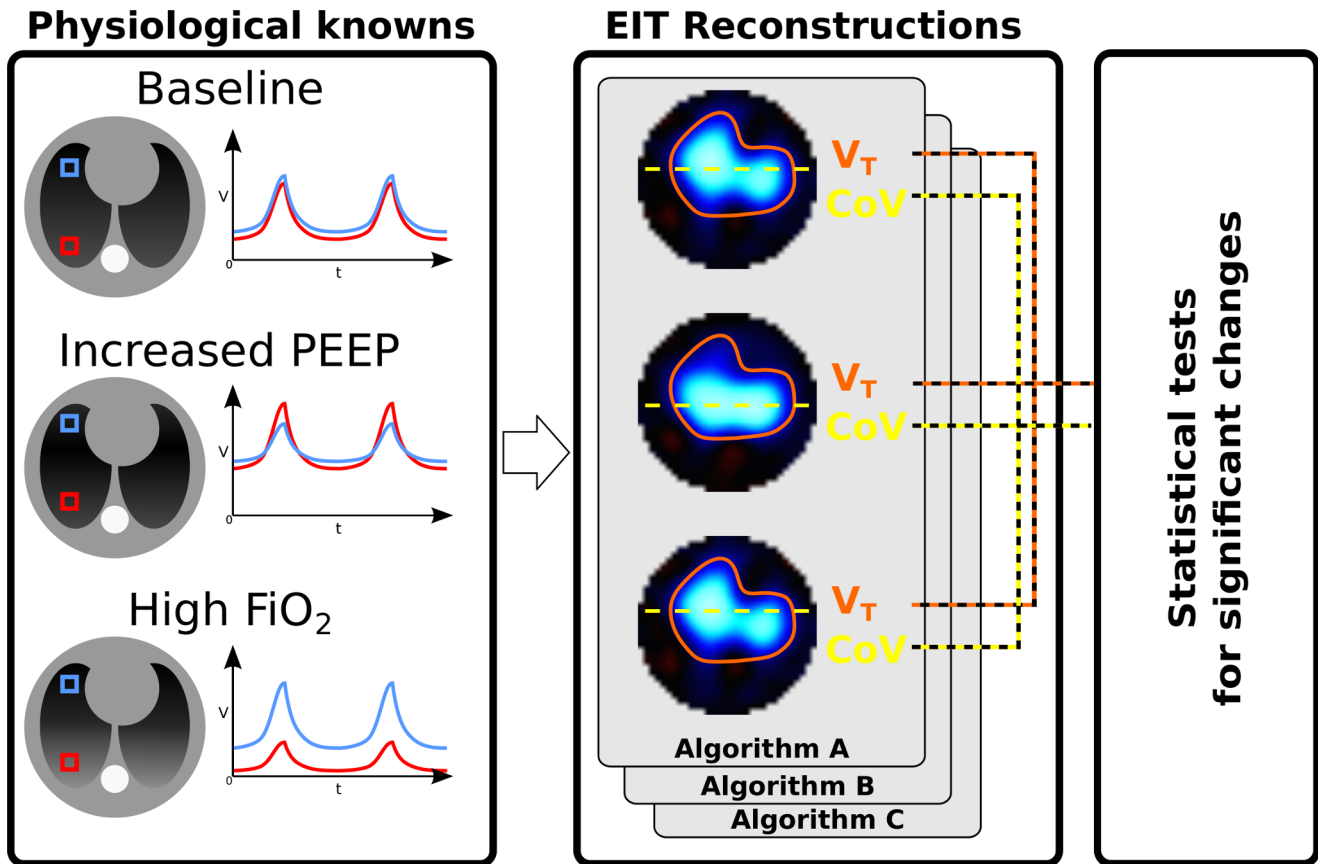 Physiological knowns
Baseline
V
0
t
Increased PEEP
V
0
t
High FiO₂
V
0
t
EIT Reconstructions
V_T
CoV
V_T
CoV
V_T
CoV
Algorithm A
Algorithm B
Algorithm C
Statistical tests
for significant changes